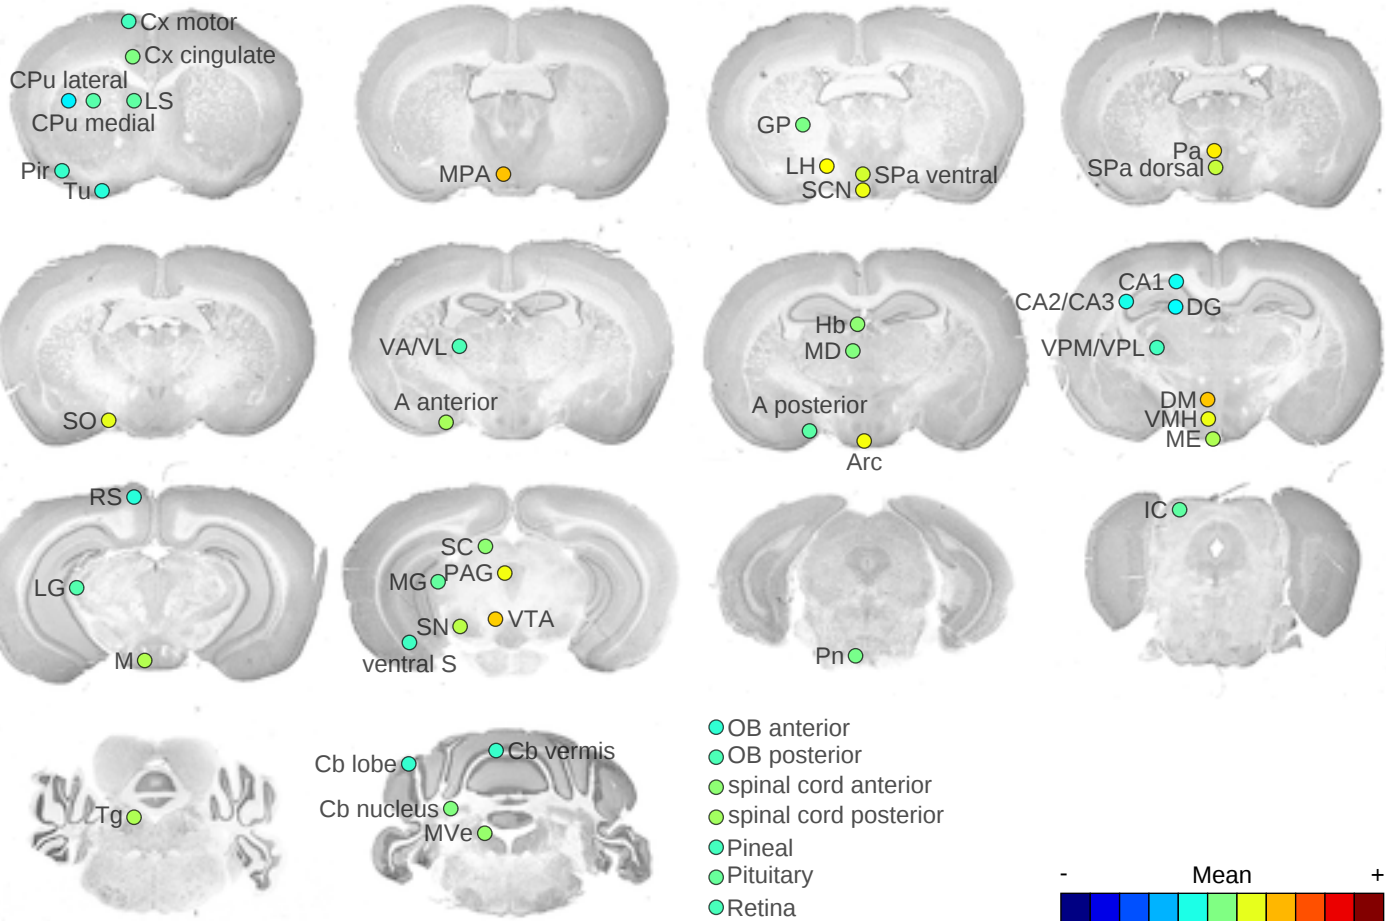 Cx motor
Cx cingulate
CPu lateral
LS
CPu medial
Pir
Tu
MPA
GP
LH
SPa ventral
SCN
Pa
SPa dorsal
SO
VA/VL
A anterior
Hb
MD
A posterior
Arc
CA1
CA2/CA3
DG
VPM/VPL
DM
VMH
ME
RS
LG
M
SC
MG
PAG
SN
VTA
ventral S
Pn
IC
Tg
Cb lobe
Cb vermis
Cb nucleus
MVe
OB anterior
OB posterior
spinal cord anterior
spinal cord posterior
Pineal
Pituitary
Retina
- Mean +